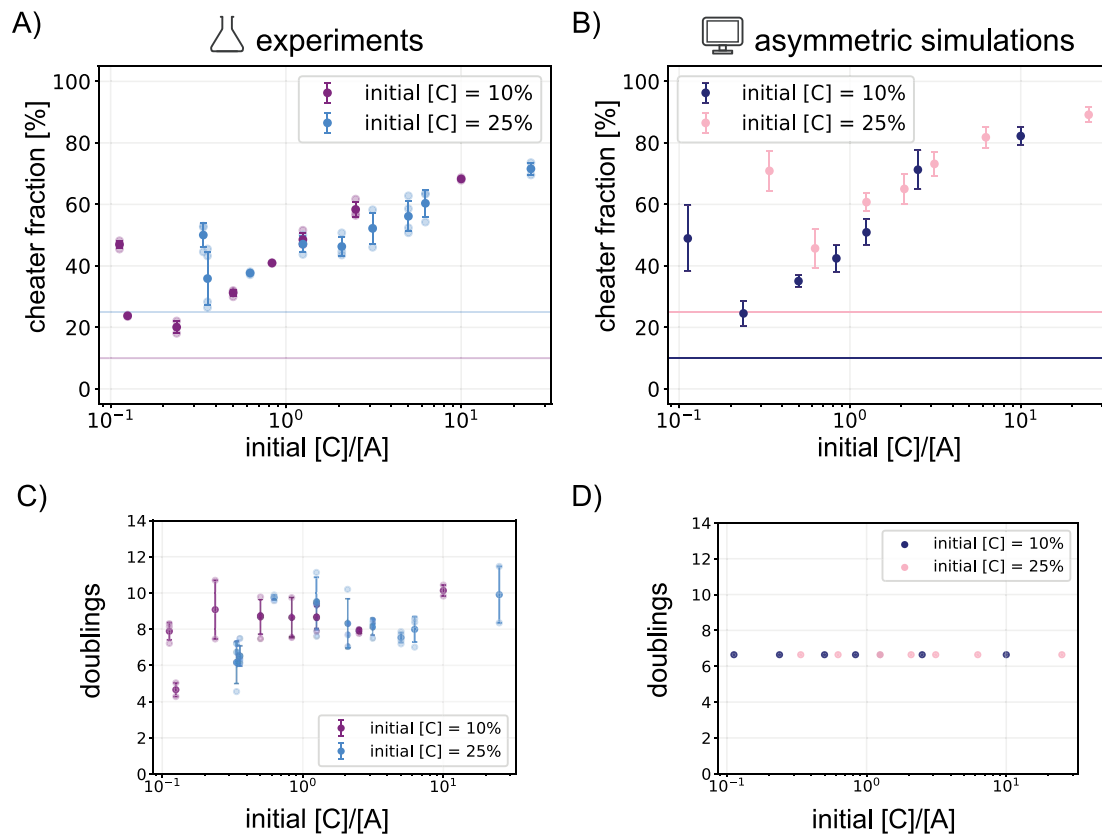 A)
experiments
initial [C] = 10%
initial [C] = 25%
cheater fraction [%]
100
80
60
40
20
0
10⁻¹
10⁰
10¹
initial [C]/[A]
B)
asymmetric simulations
initial [C] = 10%
initial [C] = 25%
cheater fraction [%]
100
80
60
40
20
0
10⁻¹
10⁰
10¹
initial [C]/[A]
C)
doublings
14
12
10
8
6
4
2
0
initial [C] = 10%
initial [C] = 25%
10⁻¹
10⁰
10¹
initial [C]/[A]
D)
doublings
14
12
10
8
6
4
2
0
initial [C] = 10%
initial [C] = 25%
10⁻¹
10⁰
10¹
initial [C]/[A]